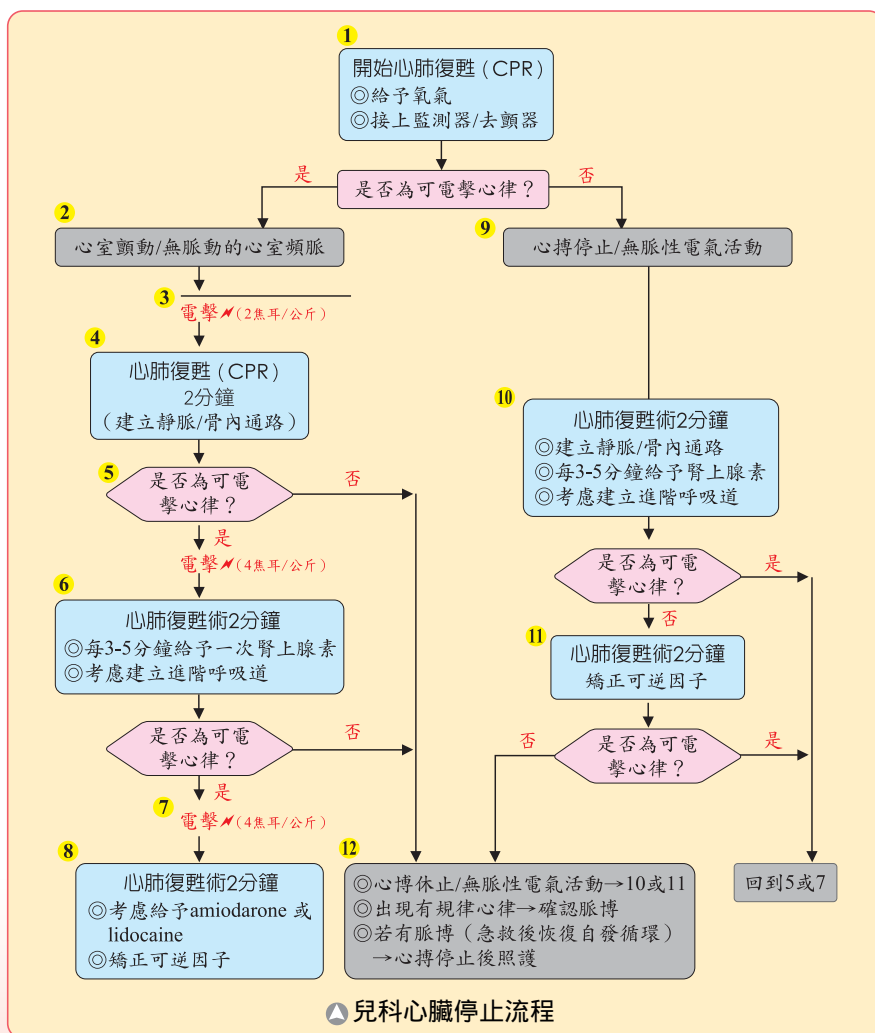 1
開始心肺復甦(CPR)
◎給予氧氣
◎接上監測器/去顫器
是否為可電擊心律？
是
否
2
心室顫動/無脈動的心室頻脈
3
電擊(2焦耳/公斤)
4
心肺復甦(CPR)
2分鐘
(建立靜脈/骨內通路)
5
是否為可電
擊心律？
否
是
電擊(4焦耳/公斤)
6
心肺復甦術2分鐘
◎每3-5分鐘給予一次腎上腺素
◎考慮建立進階呼吸道
是否為可電
擊心律？
否
是
7
電擊(4焦耳/公斤)
8
心肺復甦術2分鐘
◎考慮給予amiodarone 或
lidocaine
◎矯正可逆因子
9
心搏停止/無脈性電氣活動
10
心肺復甦術2分鐘
◎建立靜脈/骨內通路
◎每3-5分鐘給予腎上腺素
◎考慮建立進階呼吸道
是否為可電
擊心律？
是
否
11
心肺復甦術2分鐘
矯正可逆因子
是否為可電
擊心律？
否
是
12
◎心博休止/無脈性電氣活動→10或11
◎出現有規律心律→確認脈博
◎若有脈博（急救後恢復自發循環）
→心搏停止後照護
回到5或7
兒科心臟停止流程